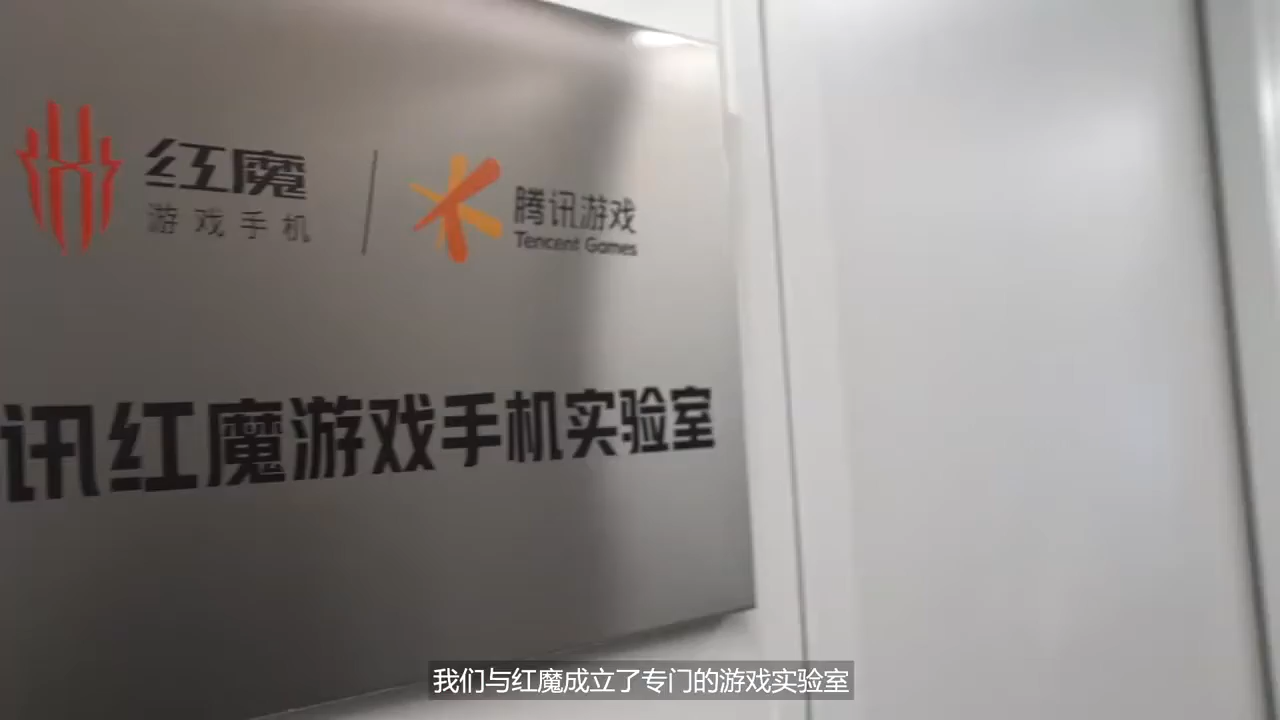 红魔
游戏手机
腾讯游戏
Tencent Games
讯红魔游戏手机实验室
我们与红魔成立了专门的游戏实验室